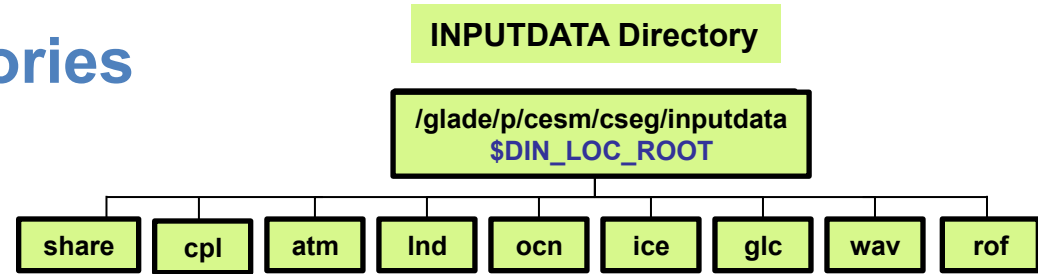 ories
INPUTDATA Directory
/glade/p/cesm/cseg/inputdata
$DIN_LOC_ROOT
share cpl atm lnd ocn ice glc wav rof